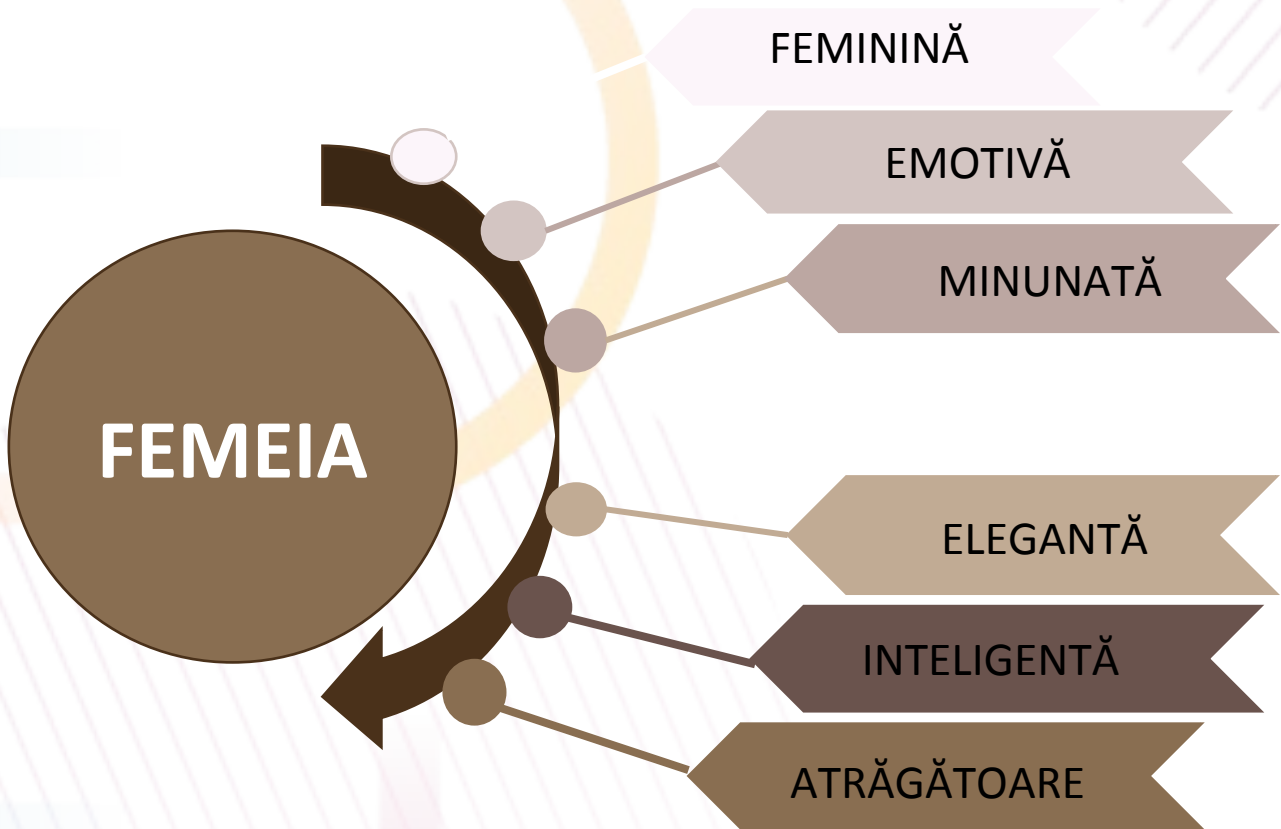 FEMININĂ
EMOTIVĂ
MINUNATĂ
FEMEIA
ELEGANTĂ
INTELIGENTĂ
ATRĂGĂTOARE